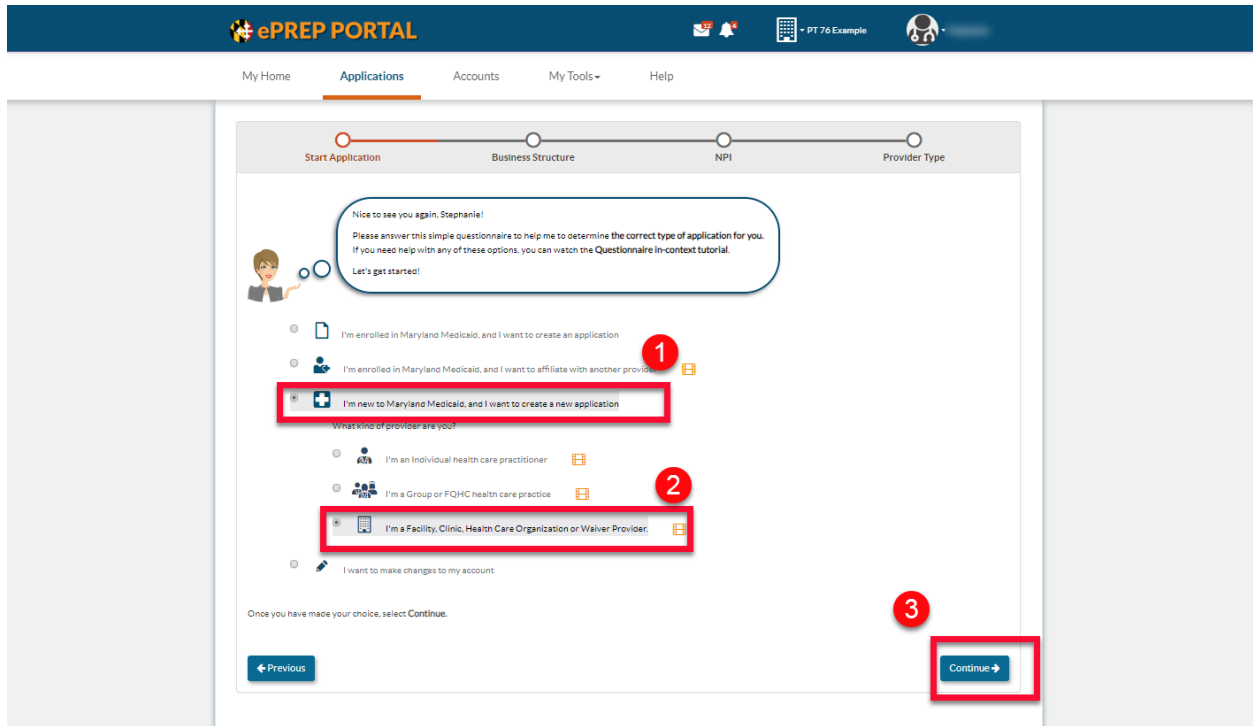 ePREP PORTAL
12
4
PT 76 Example
My Home Applications Accounts My Tools Help
Start Application Business Structure NPI Provider Type
Nice to see you again, Stephanie!
Please answer this simple questionnaire to help me to determine the correct type of application for you.
If you need help with any of these options, you can watch the Questionnaire in-context tutorial.
Let's get started!
I'm enrolled in Maryland Medicaid, and I want to create an application
1
I'm enrolled in Maryland Medicaid, and I want to affiliate with another provider
I'm new to Maryland Medicaid, and I want to create a new application
What kind of provider are you?
I'm an Individual health care practitioner
I'm a Group or FQHC health care practice
2
I'm a Facility, Clinic, Health Care Organization or Waiver Provider.
I want to make changes to my account
Once you have made your choice, select Continue.
3
Previous
Continue